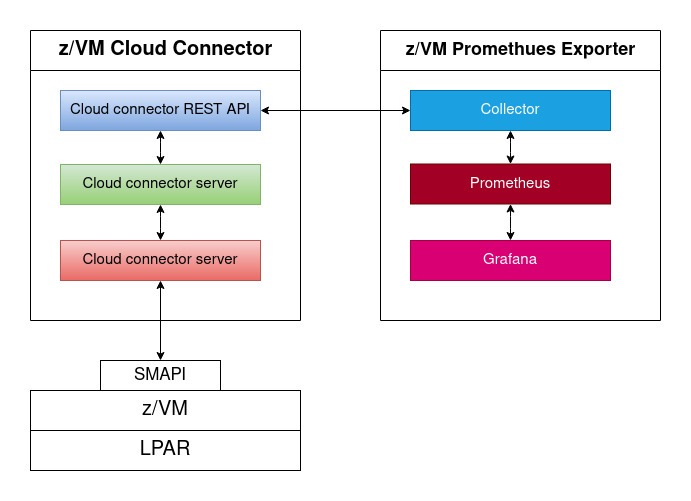 z/VM Cloud Connector
Cloud connector REST API
Cloud connector server
Cloud connector server
SMAPI
z/VM
LPAR
z/VM Promethues Exporter
Collector
Prometheus
Grafana